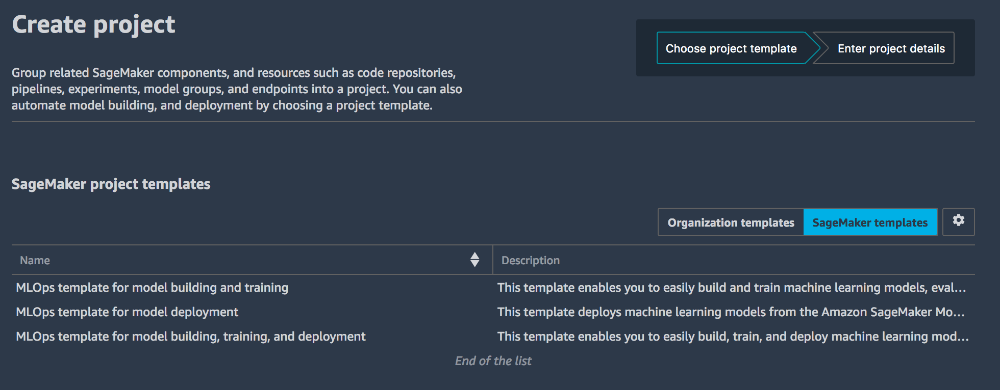 Create project
Choose project template
Enter project details
Group related SageMaker components, and resources such as code repositories,
pipelines, experiments, model groups, and endpoints into a project. You can also
automate model building, and deployment by choosing a project template.
SageMaker project templates
Organization templates
SageMaker templates
Name
Description
MLOps template for model building and training
This template enables you to easily build and train machine learning models, eval...
MLOps template for model deployment
This template deploys machine learning models from the Amazon SageMaker Mo...
MLOps template for model building, training, and deployment
This template enables you to easily build, train, and deploy machine learning mod...
End of the list